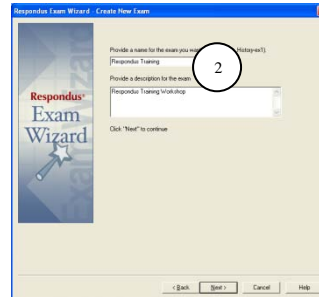 Respondus Exam Wizard - Create New Exam
Provide a name for the exam you wa
History-ex1).
Respondus Training
2
Provide a description for the exam
Respondus Training Workshop
Click "Next" to continue
Respondus
Exam
Wizard
< Back
Next >
Cancel
Help